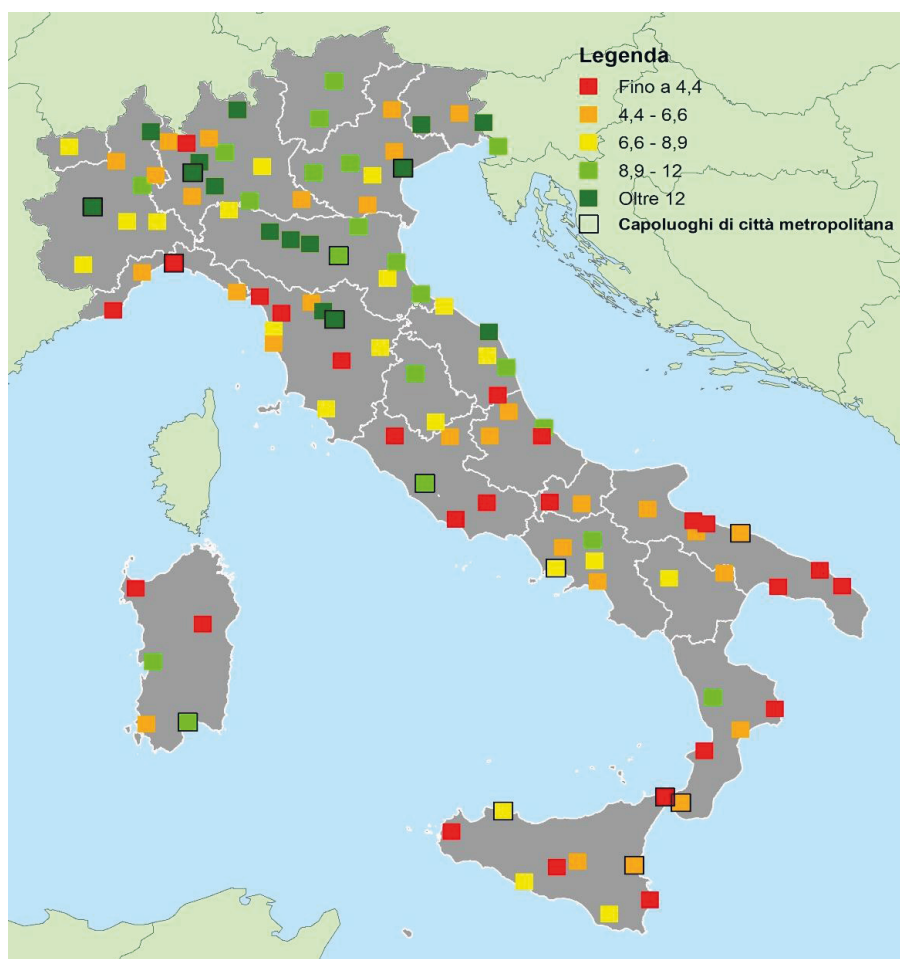 Legenda
Fino a 4,4
4,4 - 6,6
6,6 - 8,9
8,9 - 12
Oltre 12
Capoluoghi di città metropolitana